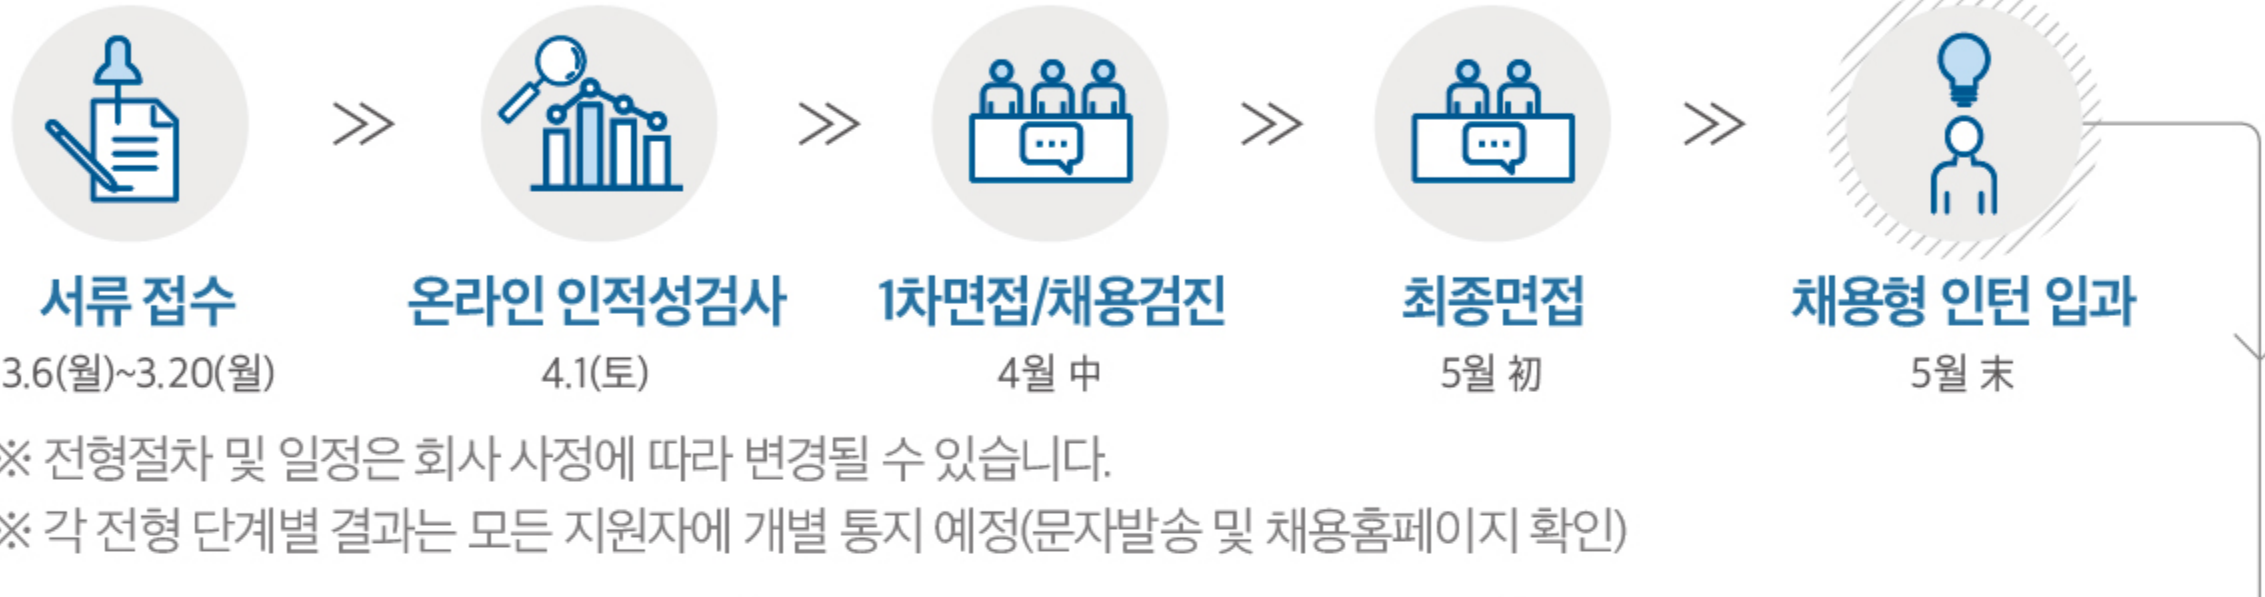 서류 접수
3.6(월)~3.20(월)
온라인 인적성검사
4.1(토)
1차면접/채용검진
4월 中
최종면접
5월 初
채용형 인턴 입과
5월 末
※ 전형절차 및 일정은 회사 사정에 따라 변경될 수 있습니다.
※ 각 전형 단계별 결과는 모든 지원자에 개별 통지 예정(문자발송 및 채용홈페이지 확인)